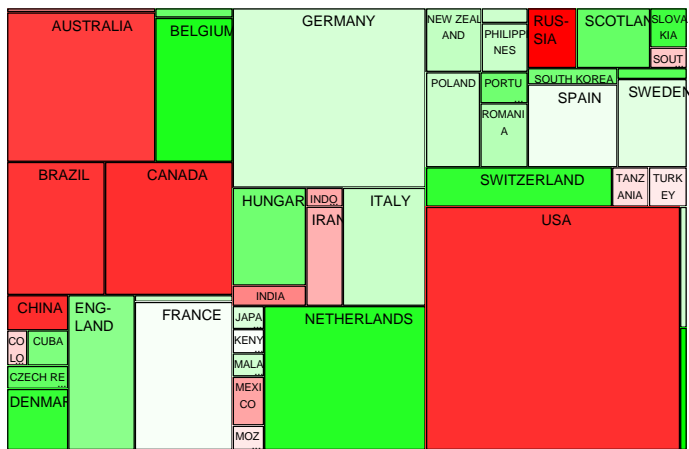 AUSTRALIA
BELGIUM
BRAZIL
CANADA
CHINA
CO
LO
...
CUBA
CZECH RE
...
DENMAR
ENG-
LAND
FRANCE
GERMANY
HUNGAR
INDO
...
IRAN
ITALY
INDIA
JAPA
...
KENY
...
MALA
...
MEXI
CO
MOZ
...
NETHERLANDS
NEW ZEAL
AND
PHILIPPI
NES
POLAND
PORTU
...
ROMANI
A
RUS-
SIA
SCOTLAN
SLOVA
KIA
SOUT
...
SOUTH KOREA
SPAIN
SWEDEN
SWITZERLAND
TANZ
ANIA
TURK
EY
USA